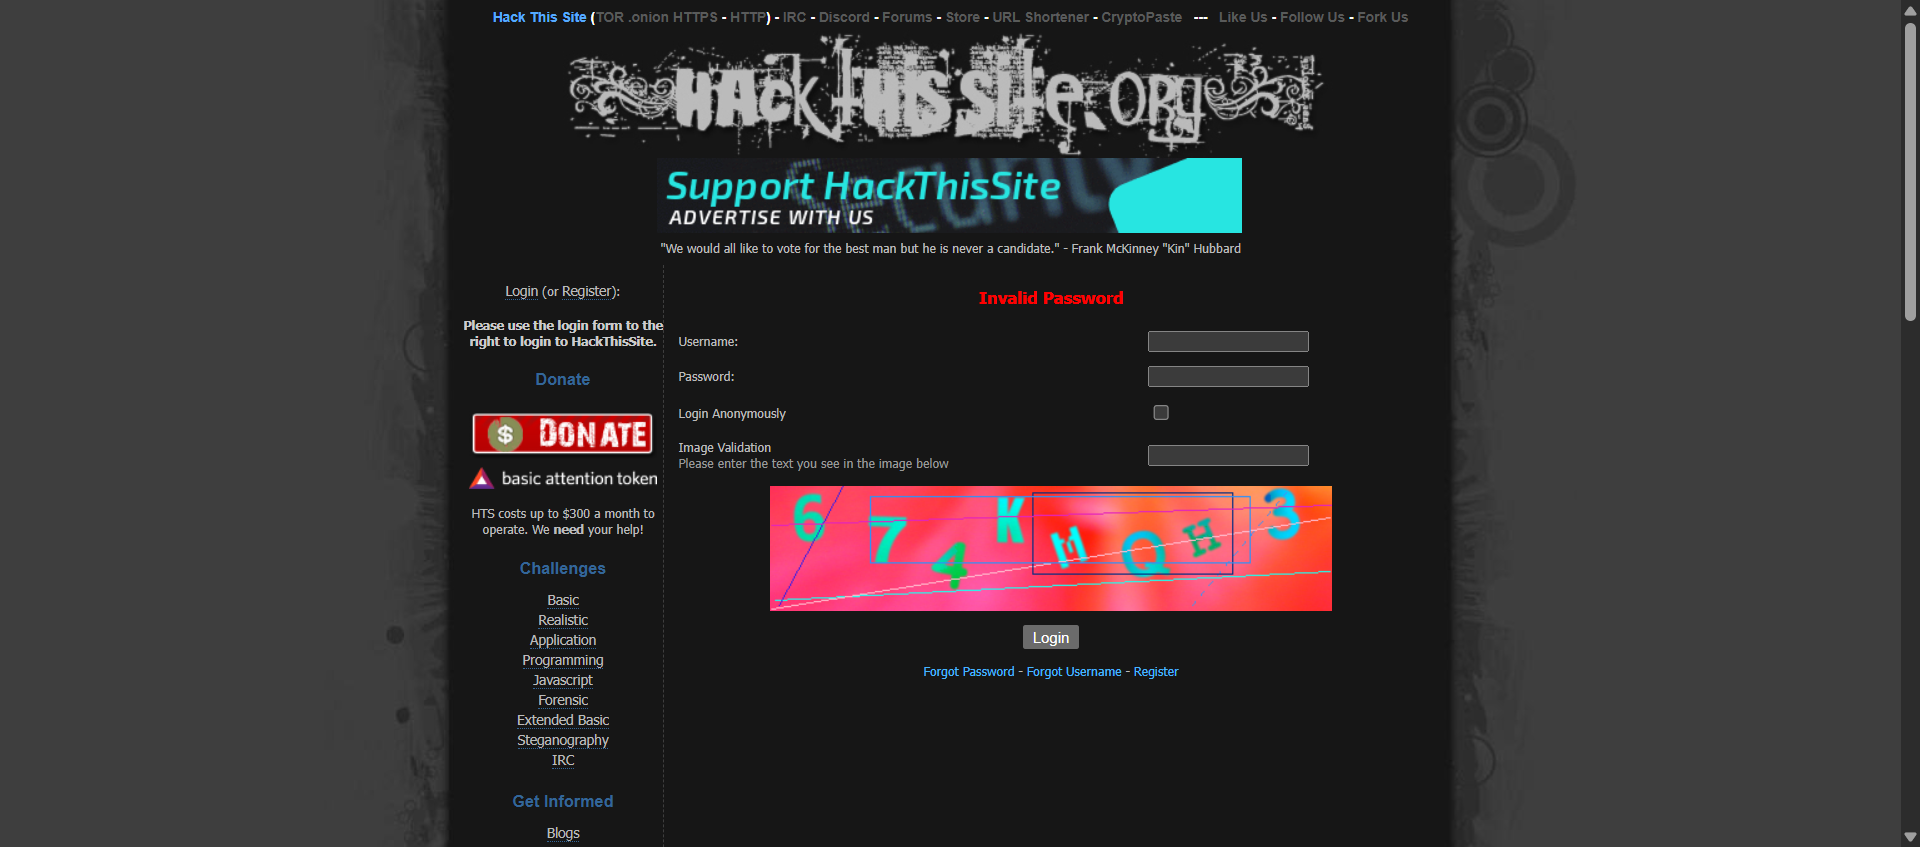 Hack This Site (TOR .onion HTTPS - HTTP) - IRC - Discord - Forums - Store - URL Shortener - CryptoPaste --- Like Us - Follow Us - Fork Us
HACkTHISSItE.ORG
Security
Support HackThisSite
ADVERTISE WITH US
"We would all like to vote for the best man but he is never a candidate." - Frank McKinney "Kin" Hubbard
Login (or Register):
Please use the login form to the
right to login to HackThisSite.
Donate
$ DONATE
basic attention token
HTS costs up to $300 a month to
operate. We need your help!
Challenges
Basic
Realistic
Application
Programming
Javascript
Forensic
Extended Basic
Steganography
IRC
Get Informed
Blogs
Invalid Password
Username:
Password:
Login Anonymously
Image Validation
Please enter the text you see in the image below
674KMQH3
Login
Forgot Password - Forgot Username - Register